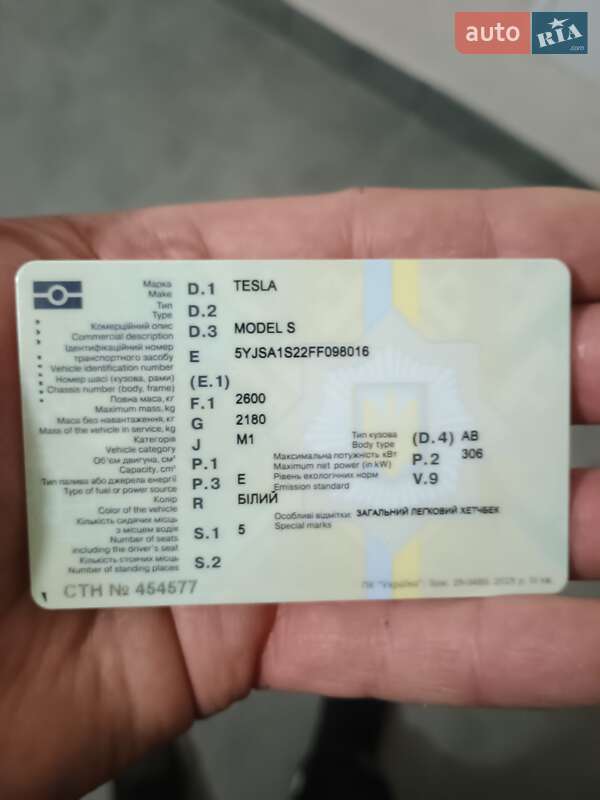 auto RIA .com
Марка
Make D.1 TESLA
Тип
Type D.2
Комерційний опис
Commercial description D.3 MODEL S
Ідентифікаційний номер
транспортного засобу E 5YJSA1S22FF098016
Vehicle identification number
Номер шасі (кузова, рами) (E.1)
Chassis number (body, frame)
Повна маса, кг F.1 2600
Maximum mass, kg
Маса без навантаження, кг G 2180
Mass of the vehicle in service, kg
Категорія J M1 Тип кузова (D.4) AB
Vehicle category Body type
Об'єм двигуна, см³ P.1 Максимальна потужність кВт P.2 306
Capacity, cm³ Maximum net power (in kW)
Тип палива або джерела енергії P.3 E Рівень екологічних норм V.9
Type of fuel or power source Emission standard
Колір R БІЛИЙ
Color of the vehicle
Кількість сидячих місць Особливі відмітки: ЗАГАЛЬНИЙ ЛЕГКОВИЙ ХЕТЧБЕК
з місцем водія S.1 5 Special marks
Number of seats
including the driver's seat
Кількість стоячих місць S.2
Number of standing places
СТН № 454577 ПК "Україна".